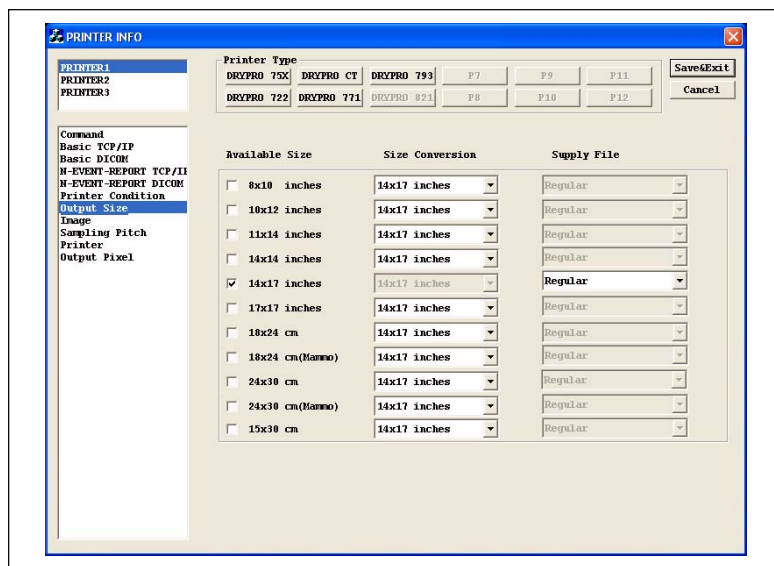 PRINTER INFO
PRINTER1
PRINTER2
PRINTER3
Printer Type
DRYPRO 75X DRYPRO CT DRYPRO 793 P7 P9 P11
DRYPRO 722 DRYPRO 771 DRYPRO 821 P8 P10 P12
Save&Exit
Cancel
Command
Basic TCP/IP
Basic DICOM
N-EVENT-REPORT TCP/IP
N-EVENT-REPORT DICOM
Printer Condition
Output Size
Image
Sampling Pitch
Printer
Output Pixel
Available Size Size Conversion Supply File
8x10 inches 14x17 inches Regular
10x12 inches 14x17 inches Regular
11x14 inches 14x17 inches Regular
14x14 inches 14x17 inches Regular
14x17 inches 14x17 inches Regular
17x17 inches 14x17 inches Regular
18x24 cm 14x17 inches Regular
18x24 cm(Mammo) 14x17 inches Regular
24x30 cm 14x17 inches Regular
24x30 cm(Mammo) 14x17 inches Regular
15x30 cm 14x17 inches Regular